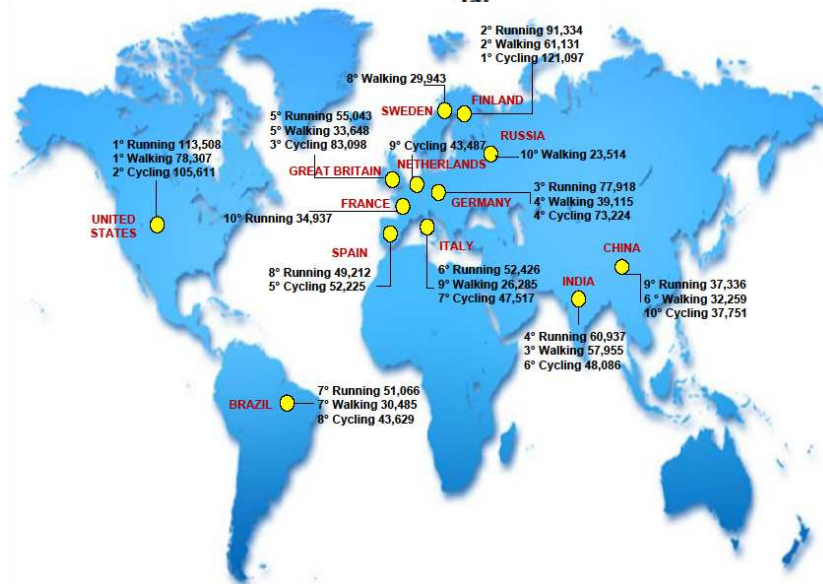 2° Running 91,334
2° Walking 61,131
1° Cycling 121,097
8° Walking 29,943
SWEDEN
FINLAND
5° Running 55,043
5° Walking 33,648
3° Cycling 83,098
RUSSIA
1° Running 113,508
1° Walking 78,307
2° Cycling 105,611
9° Cycling 43,487
NETHERLANDS
10° Walking 23,514
GREAT BRITAIN
3° Running 77,918
4° Walking 39,115
4° Cycling 73,224
FRANCE
GERMANY
10° Running 34,937
UNITED
STATES
SPAIN
ITALY
CHINA
8° Running 49,212
5° Cycling 52,225
6° Running 52,426
9° Walking 26,285
7° Cycling 47,517
INDIA
9° Running 37,336
6 ° Walking 32,259
10° Cycling 37,751
4° Running 60,937
3° Walking 57,955
6° Cycling 48,086
7° Running 51,066
7° Walking 30,485
8° Cycling 43,629
BRAZIL